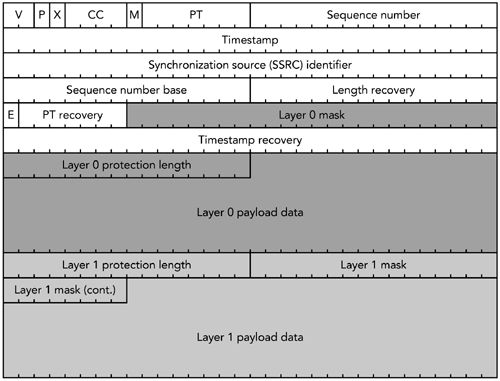 V P X CC M PT Sequence number
Timestamp
Synchronization source (SSRC) identifier
Sequence number base Length recovery
E PT recovery Layer 0 mask
Timestamp recovery
Layer 0 protection length
Layer 0 payload data
Layer 1 protection length Layer 1 mask
Layer 1 mask (cont.)
Layer 1 payload data